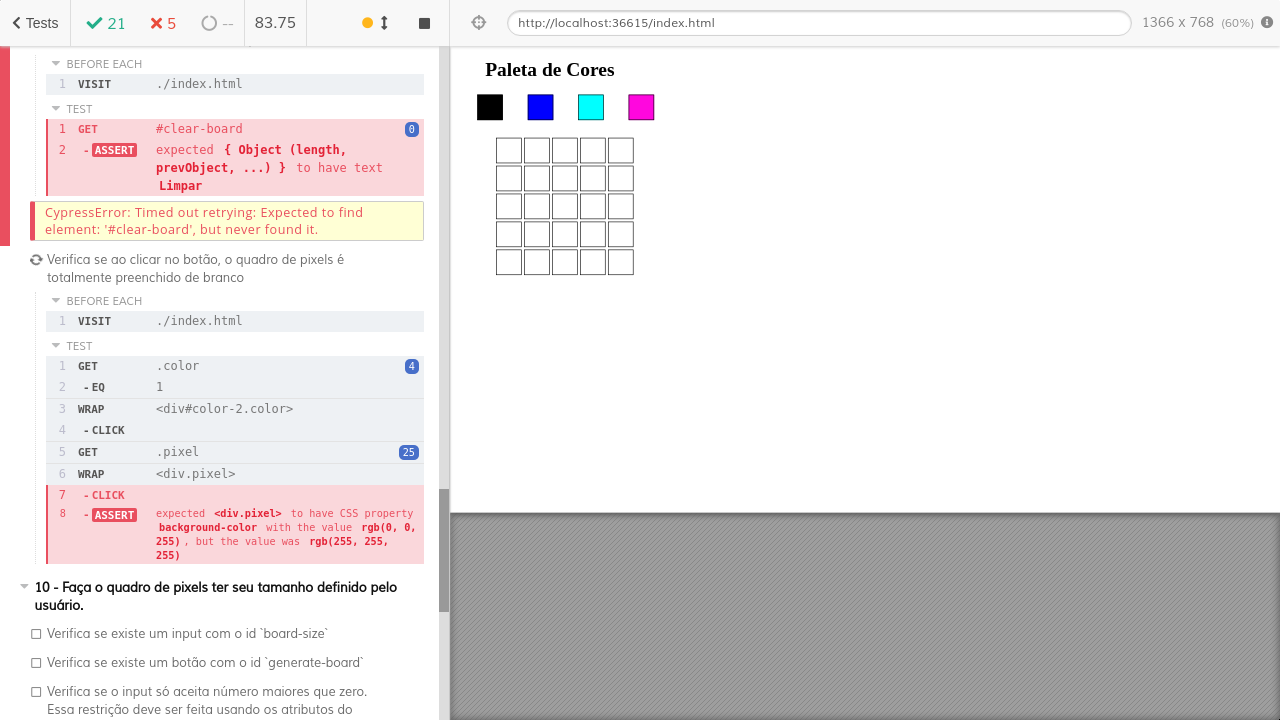 Tests
21
5
--
83.75
http://localhost:36615/index.html
1366 x 768 (60%)
BEFORE EACH
1 VISIT ./index.html
TEST
1 GET #clear-board 0
2 - ASSERT expected { Object (length,
prevObject, ...) } to have text
Limpar
CypressError: Timed out retrying: Expected to find
element: '#clear-board', but never found it.
Verifica se ao clicar no botão, o quadro de pixels é
totalmente preenchido de branco
BEFORE EACH
1 VISIT ./index.html
TEST
1 GET .color 4
2 - EQ 1
3 WRAP <div#color-2.color>
4 - CLICK
5 GET .pixel 25
6 WRAP <div.pixel>
7 - CLICK
8 - ASSERT expected <div.pixel> to have CSS property
background-color with the value rgb(0, 0,
255) , but the value was rgb(255, 255,
255)
10 - Faça o quadro de pixels ter seu tamanho definido pelo
usuário.
Verifica se existe um input com o id `board-size`
Verifica se existe um botão com o id `generate-board`
Verifica se o input só aceita número maiores que zero.
Essa restrição deve ser feita usando os atributos do
Paleta de Cores